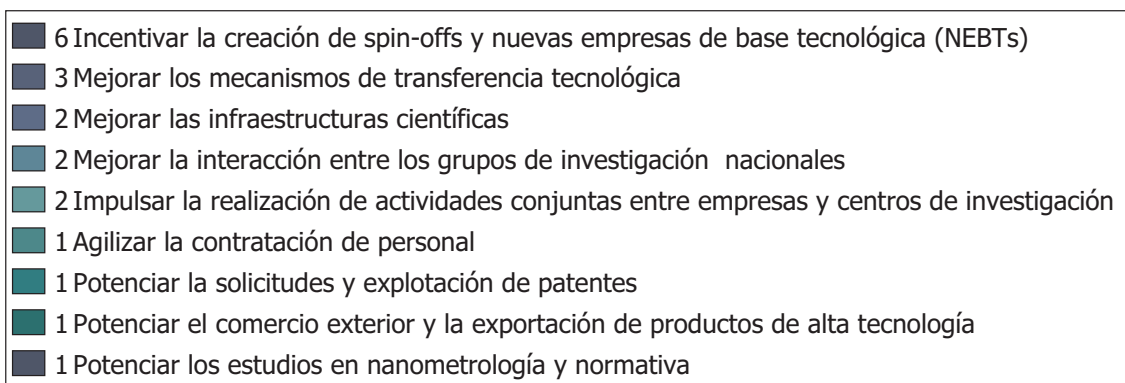 6 Incentivar la creación de spin-offs y nuevas empresas de base tecnológica (NEBTs)
3 Mejorar los mecanismos de transferencia tecnológica
2 Mejorar las infraestructuras científicas
2 Mejorar la interacción entre los grupos de investigación nacionales
2 Impulsar la realización de actividades conjuntas entre empresas y centros de investigación
1 Agilizar la contratación de personal
1 Potenciar la solicitudes y explotación de patentes
1 Potenciar el comercio exterior y la exportación de productos de alta tecnología
1 Potenciar los estudios en nanometrología y normativa